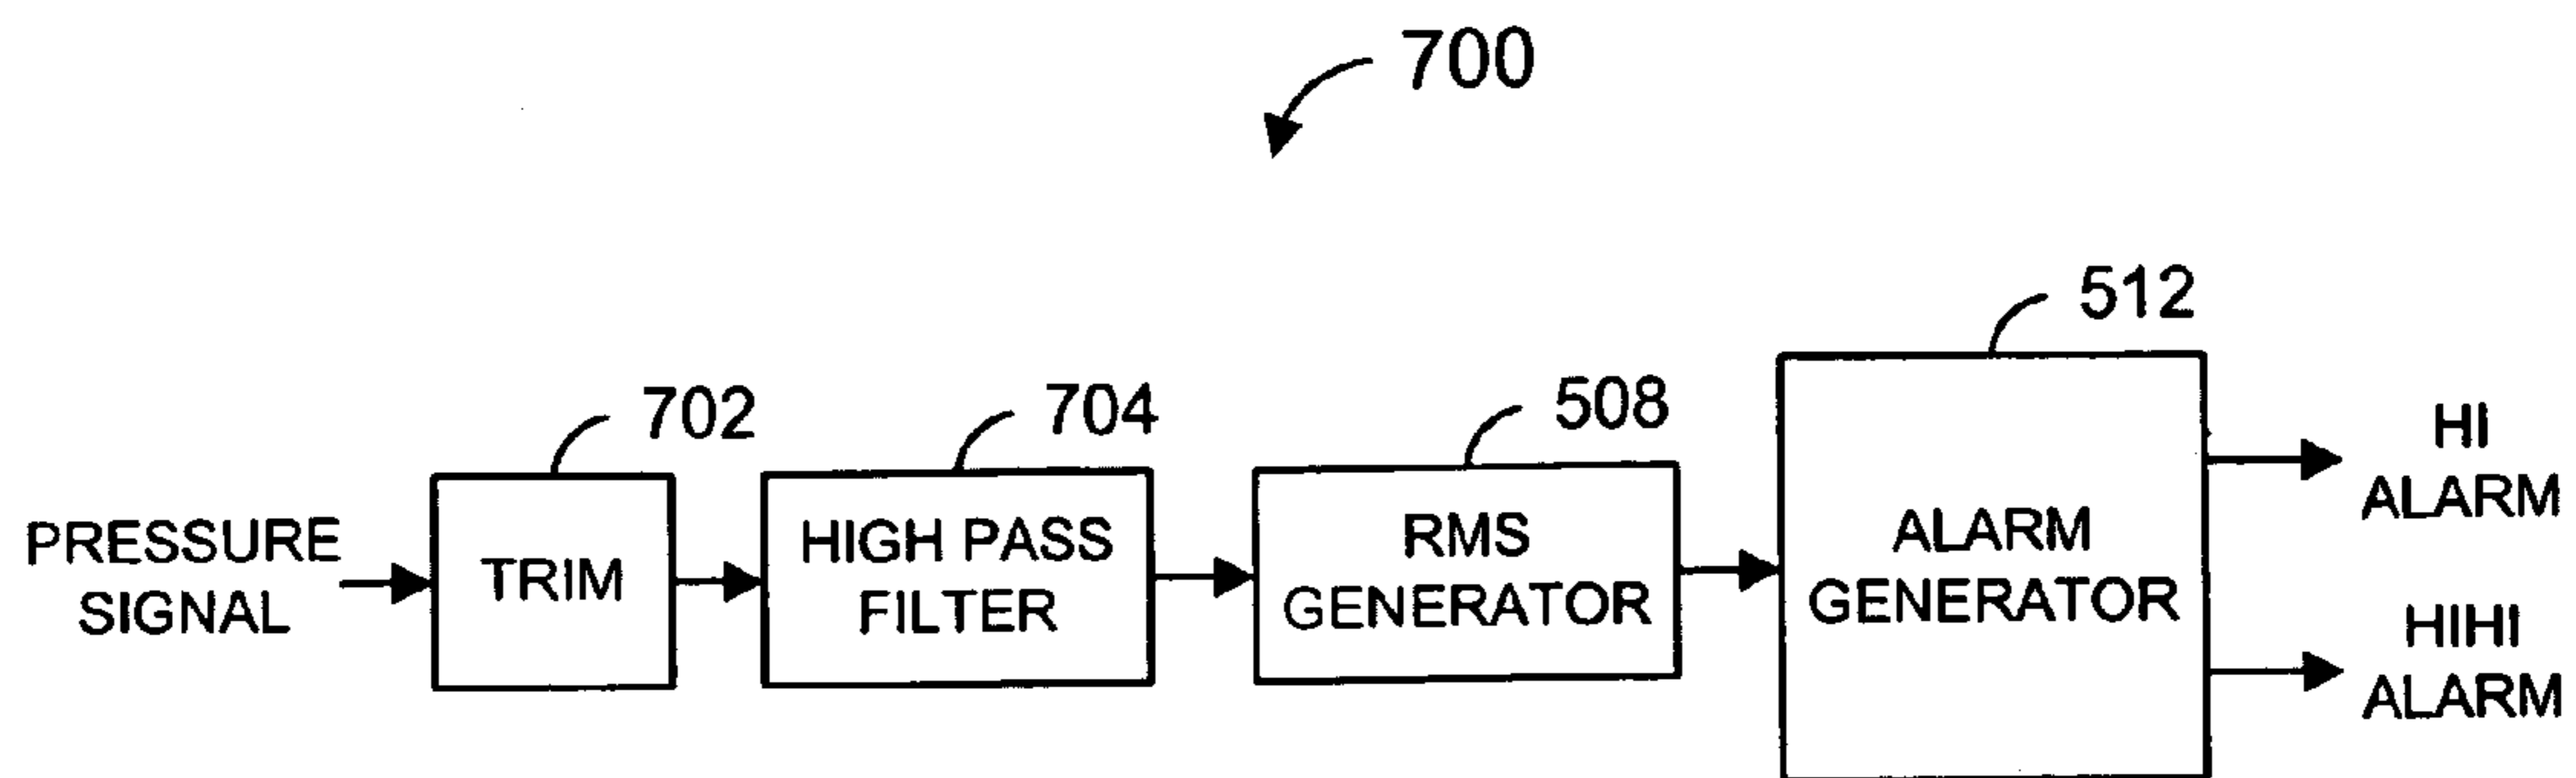 700
512
702
704
508
PRESSURE
SIGNAL
TRIM
HIGH PASS
FILTER
RMS
GENERATOR
ALARM
GENERATOR
HI
ALARM
HIHI
ALARM